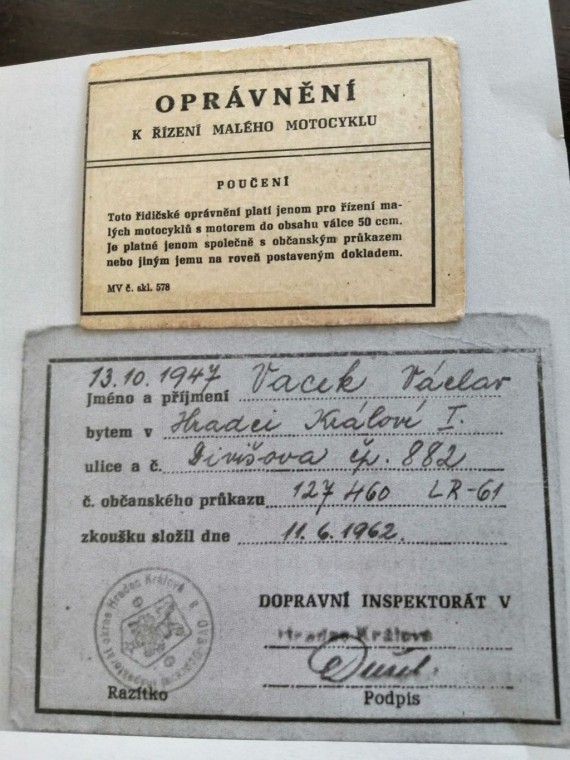 OPRÁVNĚNÍ
K ŘÍZENÍ MALÉHO MOTOCYKLU
POUČENÍ
Toto řidičské oprávnění platí jenom pro řízení ma-
lých motocyklů s motorem do obsahu válce 50 ccm.
Je platné jenom společně s občanským průkazem
nebo jiným jemu na roveň postaveným dokladem.
MV č. skl. 578
13.10.1947 Vacek Václav
Jméno a příjmení
bytem v Hradci Králové I.
ulice a č. Divišova čp. 882
č. občanského průkazu 127 460 LR-61
zkoušku složil dne 11.6.1962.
DOPRAVNÍ INSPEKTORÁT V
Hradec Králové
Razítko
Podpis